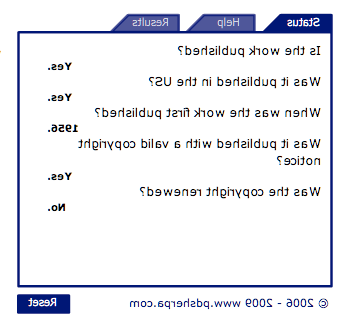 Status Help Results
Is the work published?
Yes.
Was it published in the US?
Yes.
When was the work first published?
1956.
Was it published with a valid copyright
notice?
Yes.
Was the copyright renewed?
No.
© 2006 - 2009 www.pdsherpa.com Reset